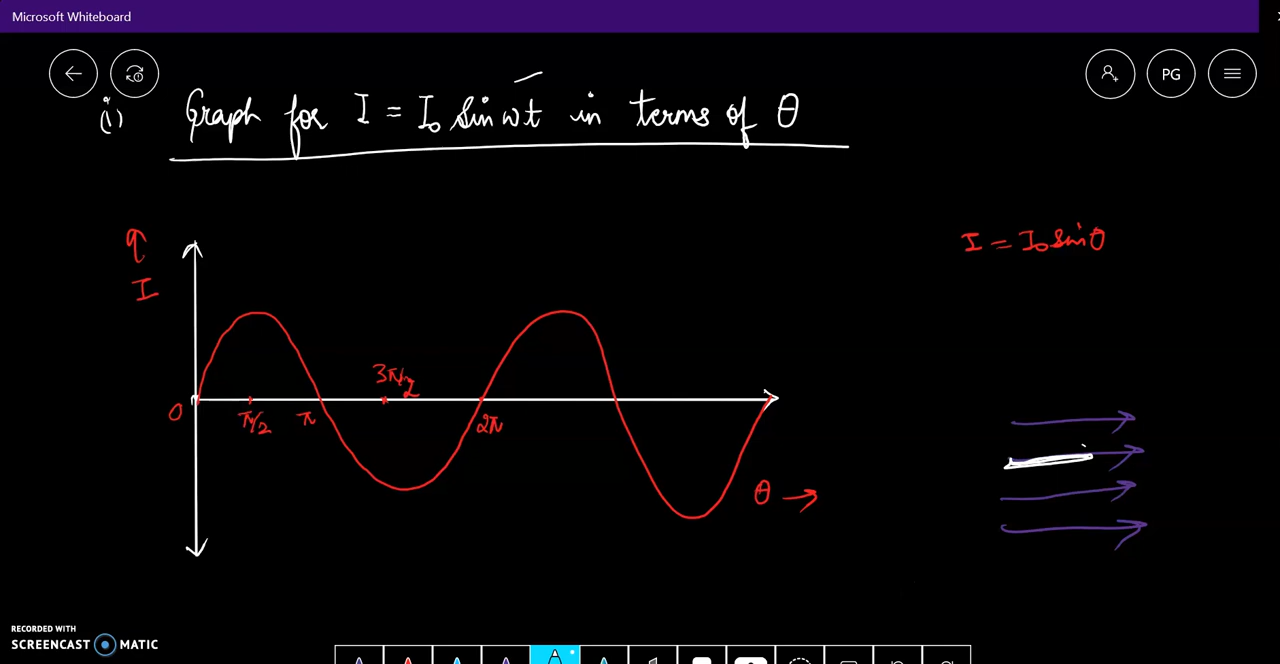 Microsoft Whiteboard
PG
(i) Graph for I = I₀ sin ωt in terms of θ
I = I₀ sin θ
I
3π/2
0
π/2
π
2π
θ →
RECORDED WITH
SCREENCAST MATIC